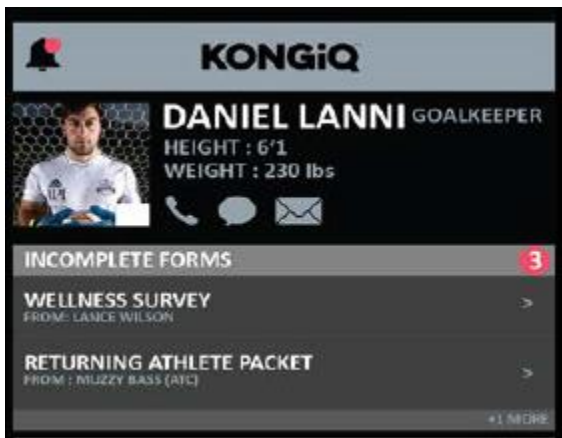 KONGiQ
DANIEL LANNI GOALKEEPER
HEIGHT : 6'1
WEIGHT : 230 lbs
INCOMPLETE FORMS 3
WELLNESS SURVEY >
FROM: LANCE WILSON
RETURNING ATHLETE PACKET >
FROM : MUZZY BASS (ATC)
+1 MORE